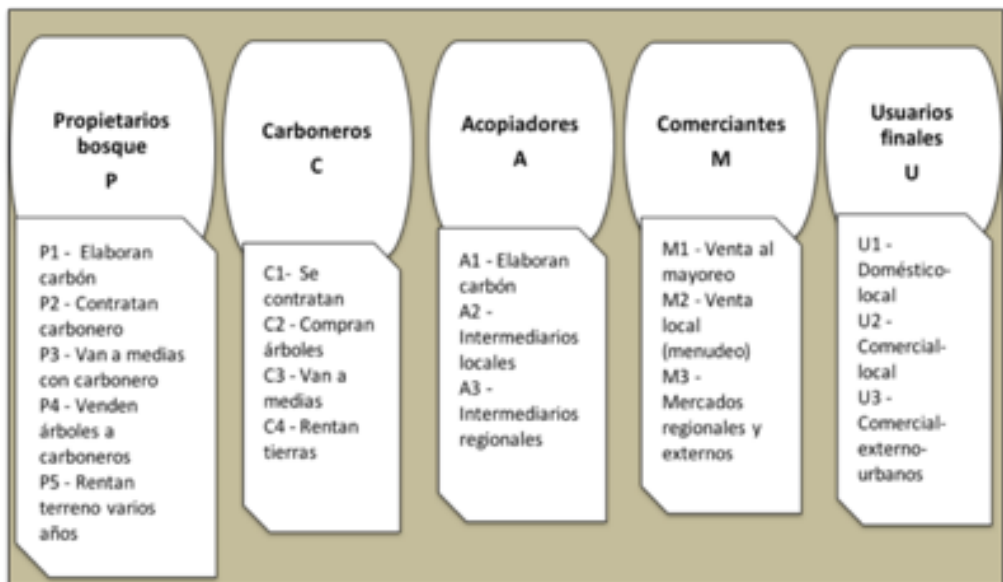 Propietarios
bosque
P
P1 - Elaboran
carbón
P2 - Contratan
carbonero
P3 - Van a medias
con carbonero
P4 - Venden
árboles a
carboneros
P5 - Rentan
terreno varios
años
Carboneros
C
C1- Se
contratan
C2 - Compran
árboles
C3 - Van a
medias
C4 - Rentan
tierras
Acopiadores
A
A1 - Elaboran
carbón
A2 -
Intermediarios
locales
A3 -
Intermediarios
regionales
Comerciantes
M
M1 - Venta al
mayoreo
M2 - Venta
local
(menudeo)
M3 -
Mercados
regionales y
externos
Usuarios
finales
U
U1 -
Doméstico-
local
U2 -
Comercial-
local
U3 -
Comercial-
externo-
urbanos